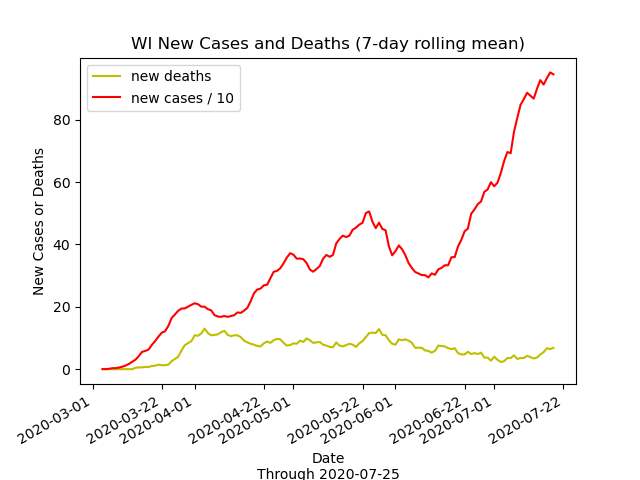 WI New Cases and Deaths (7-day rolling mean)
new deaths
new cases / 10
New Cases or Deaths
80
60
40
20
0
2020-03-01
2020-03-22
2020-04-01
2020-04-22
2020-05-01
2020-05-22
2020-06-01
2020-06-22
2020-07-01
2020-07-22
Date
Through 2020-07-25